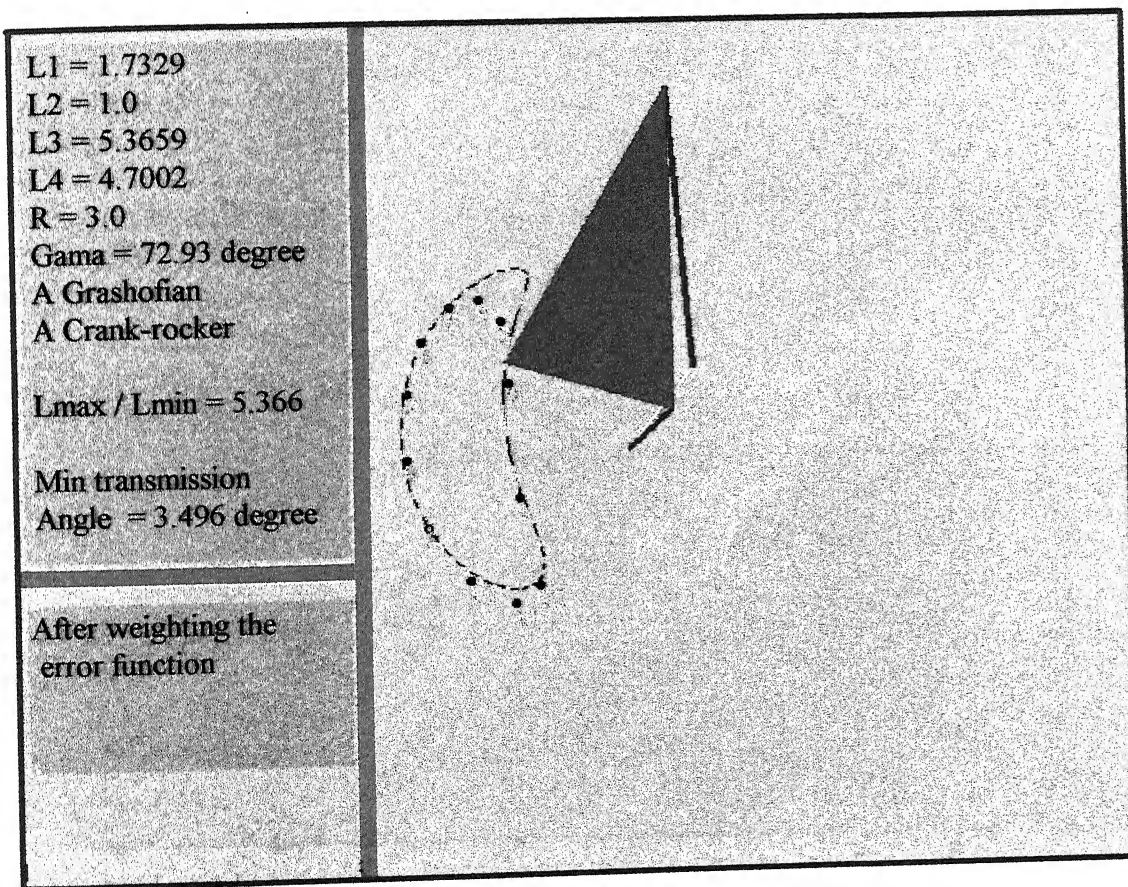 L1 = 1.7329
L2 = 1.0
L3 = 5.3659
L4 = 4.7002
R = 3.0
Gama = 72.93 degree
A Grashofian
A Crank-rocker
Lmax / Lmin = 5.366
Min transmission
Angle = 3.496 degree
After weighting the
error function